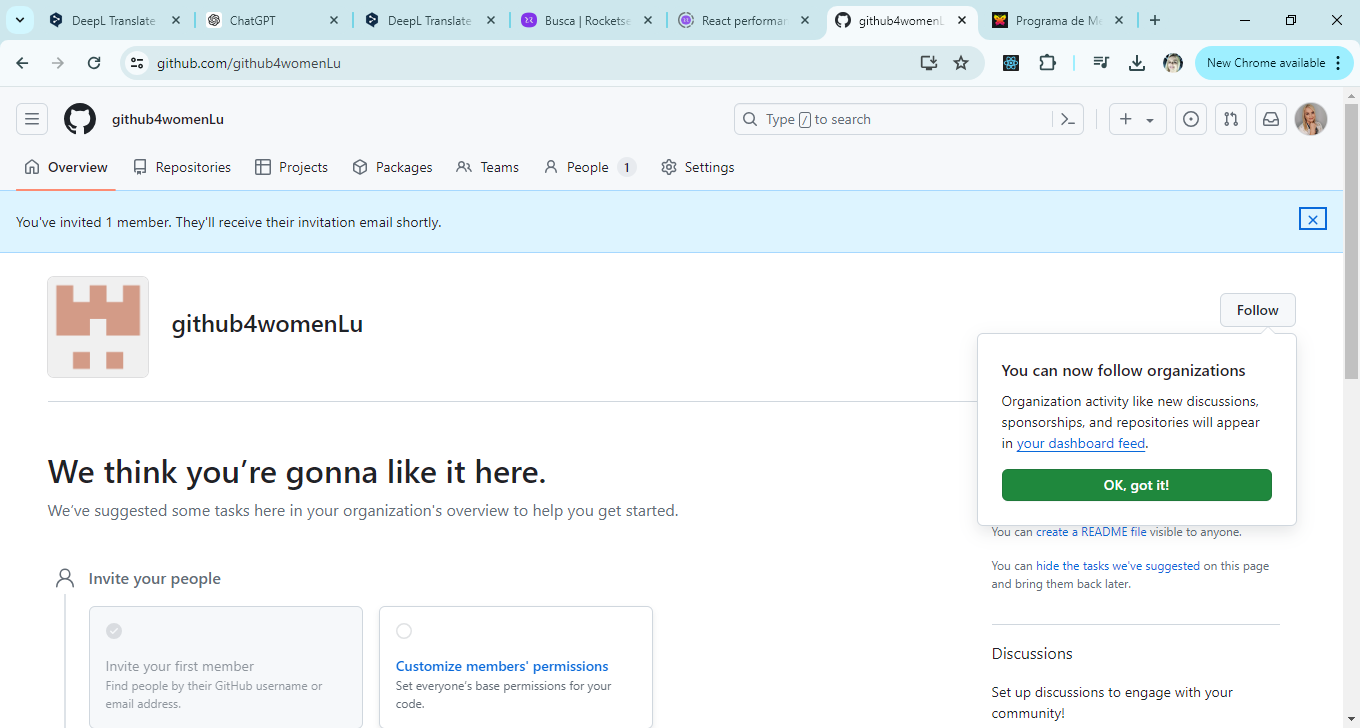 DeepL Translate
ChatGPT
DeepL Translate
Busca | Rocketse
React performan
github4womenL
Programa de Me
github.com/github4womenLu
New Chrome available
github4womenLu
Type / to search
Overview
Repositories
Projects
Packages
Teams
People 1
Settings
You've invited 1 member. They'll receive their invitation email shortly.
github4womenLu
Follow
You can now follow organizations
Organization activity like new discussions,
sponsorships, and repositories will appear
in your dashboard feed.
OK, got it!
We think you’re gonna like it here.
We’ve suggested some tasks here in your organization's overview to help you get started.
You can create a README file visible to anyone.
You can hide the tasks we've suggested on this page
and bring them back later.
Invite your people
Invite your first member
Find people by their GitHub username or
email address.
Customize members' permissions
Set everyone’s base permissions for your
code.
Discussions
Set up discussions to engage with your
community!